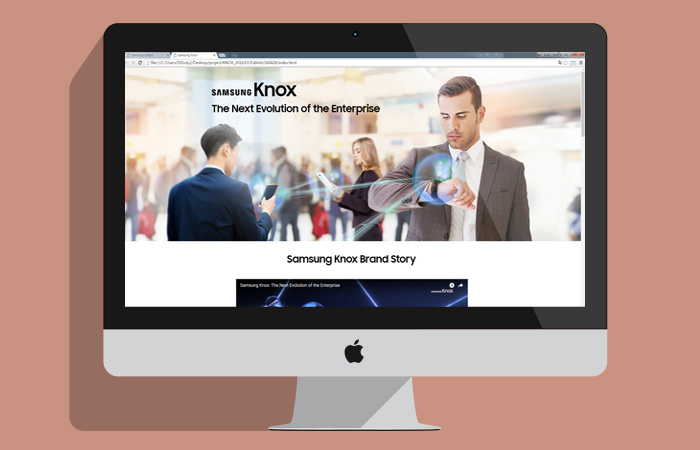 SAMSUNG Knox
The Next Evolution of the Enterprise
Samsung Knox Brand Story
Samsung Knox: The Next Evolution of the Enterprise
SAMSUNG Knox